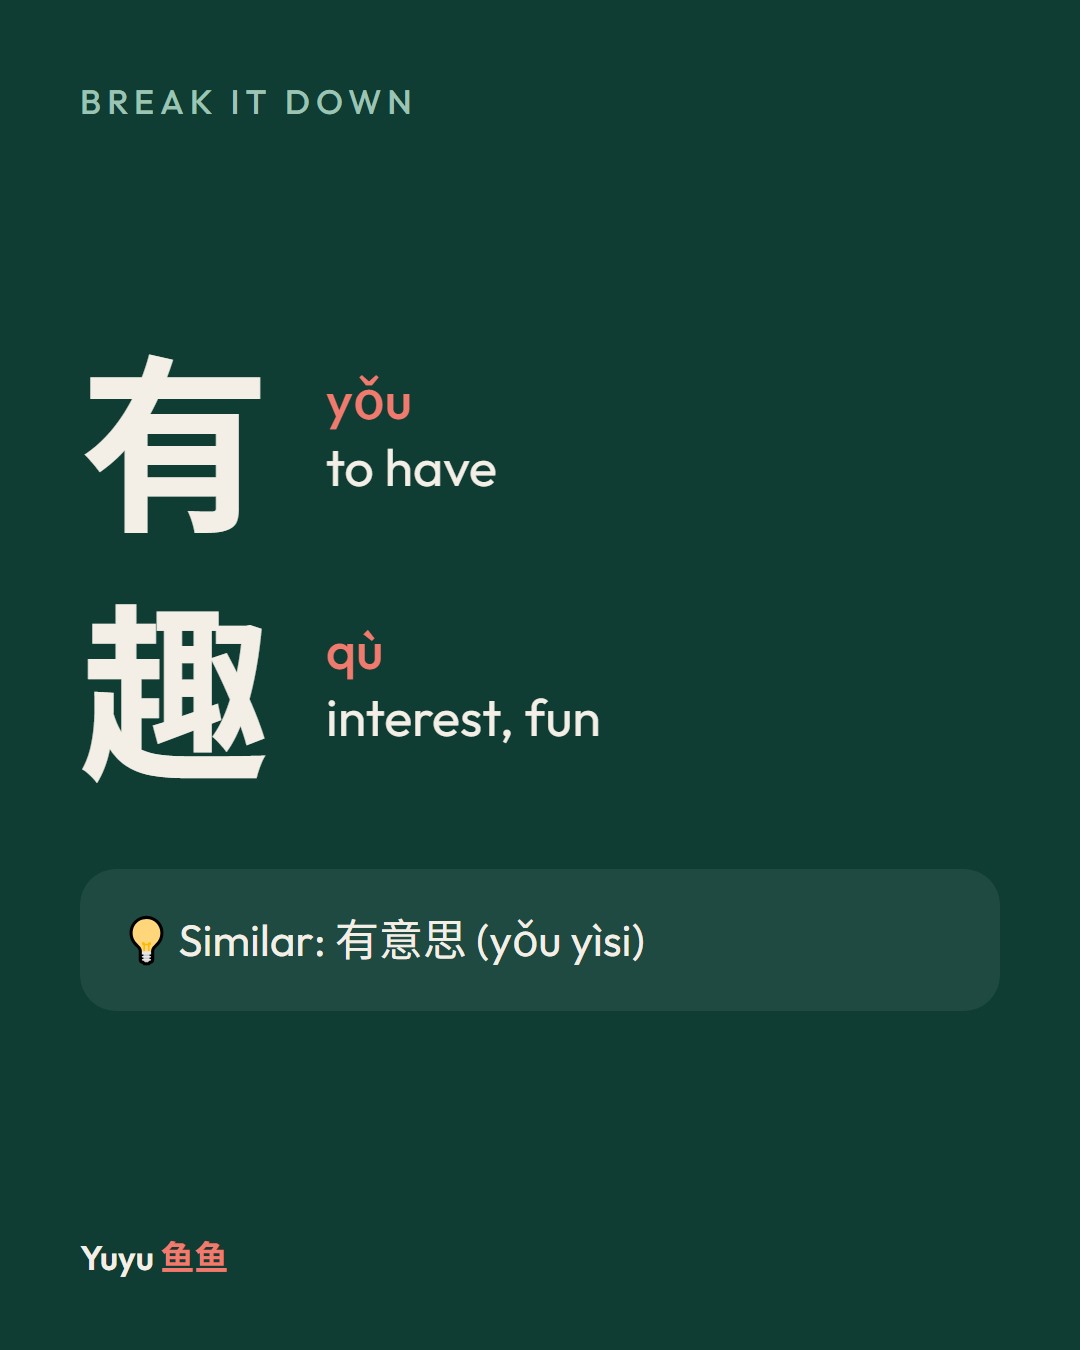 BREAK IT DOWN
有
yǒu
to have
趣
qù
interest, fun
💡 Similar: 有意思 (yǒu yìsi)
Yuyu 鱼鱼